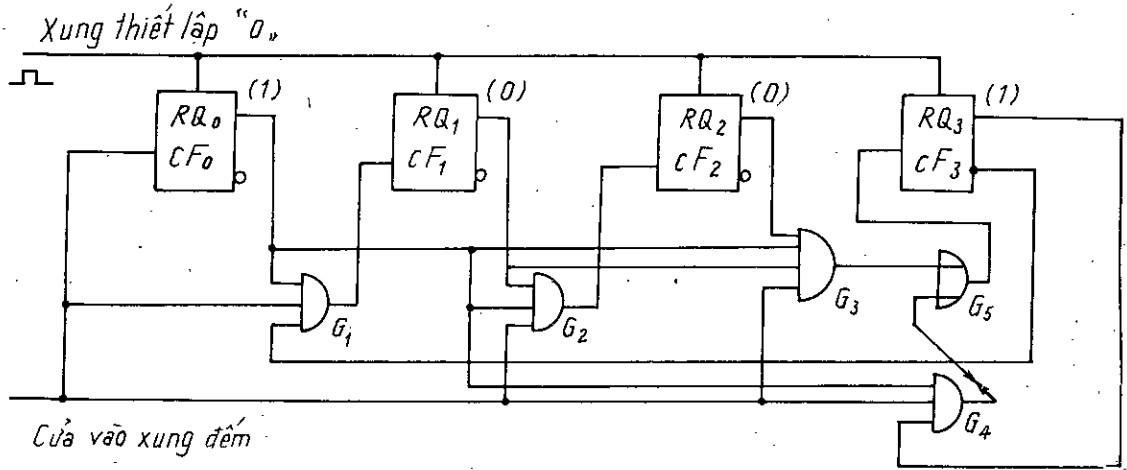 Xung thiết lập "0„
(1)
(0)
(0)
(1)
RQ0
CF0
RQ1
CF1
RQ2
CF2
RQ3
CF3
G1
G2
G3
G5
G4
Cửa vào xung đếm